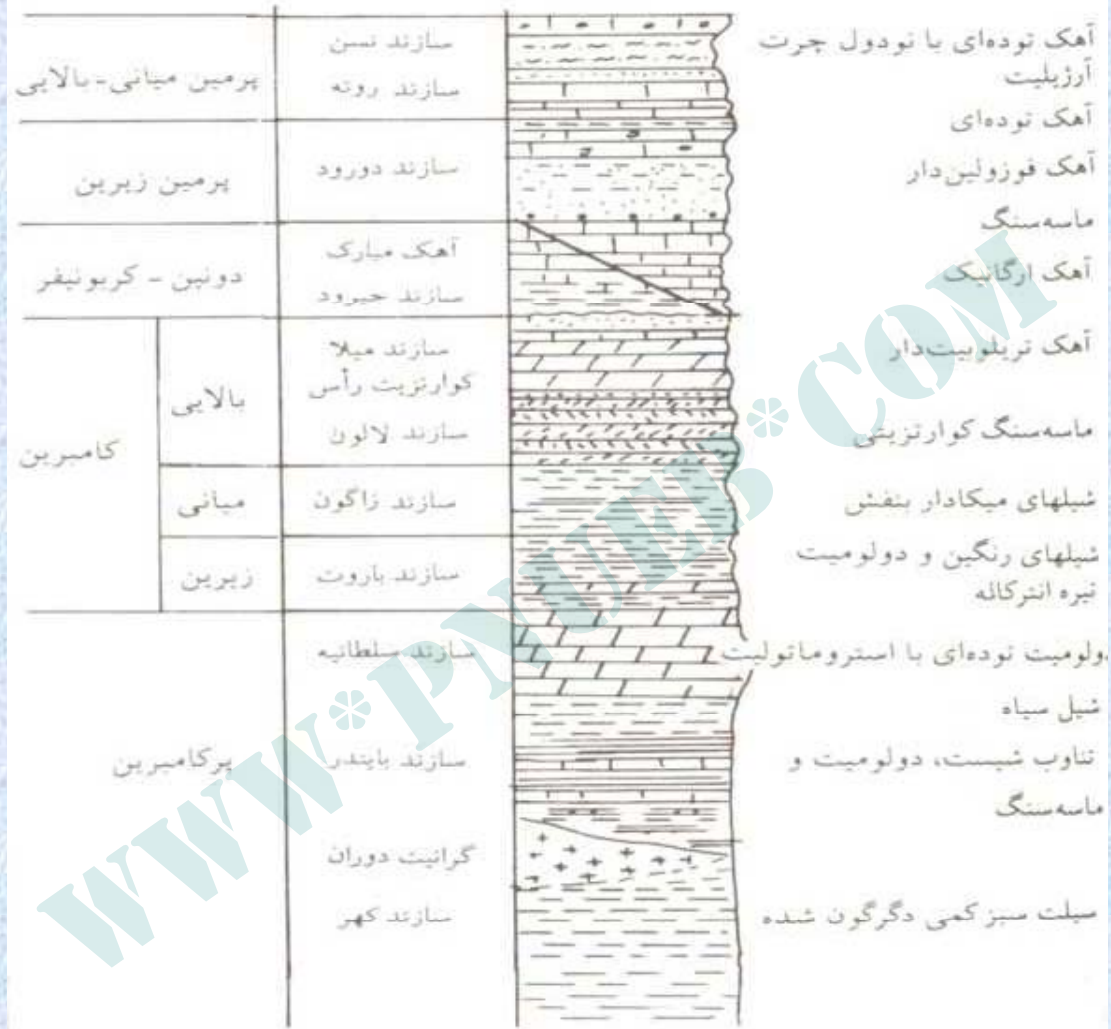 آهک توده‌ای با نودول چرت
آرژیلیت
آهک توده‌ای
آهک فوزولین‌دار
ماسه‌سنگ
آهک ارگانیک
آهک تریلوبیت‌دار
ماسه‌سنگ کوارتزیتی
شیلهای میکادار بنفش
شیلهای رنگین و دولومیت
تیره انترکاله
ولومیت توده‌ای با استروماتولیت
شیل سیاه
تناوب شیست، دولومیت و
ماسه‌سنگ
سیلت سبز کمی دگرگون شده
سازند نسن
سازند روته
سازند دورود
آهک مبارک
سازند جیرود
سازند میلا
کوارتزیت رأس
سازند لالون
سازند زاگون
سازند باروت
سازند سلطانیه
سازند بایندر
گرانیت دوران
سازند کهر
پرمین میانی-بالایی
پرمین زیرین
دونین - کربونیفر
بالایی
میانی
زیرین
کامبرین
پرکامبرین
WWW*PNUEB*COM